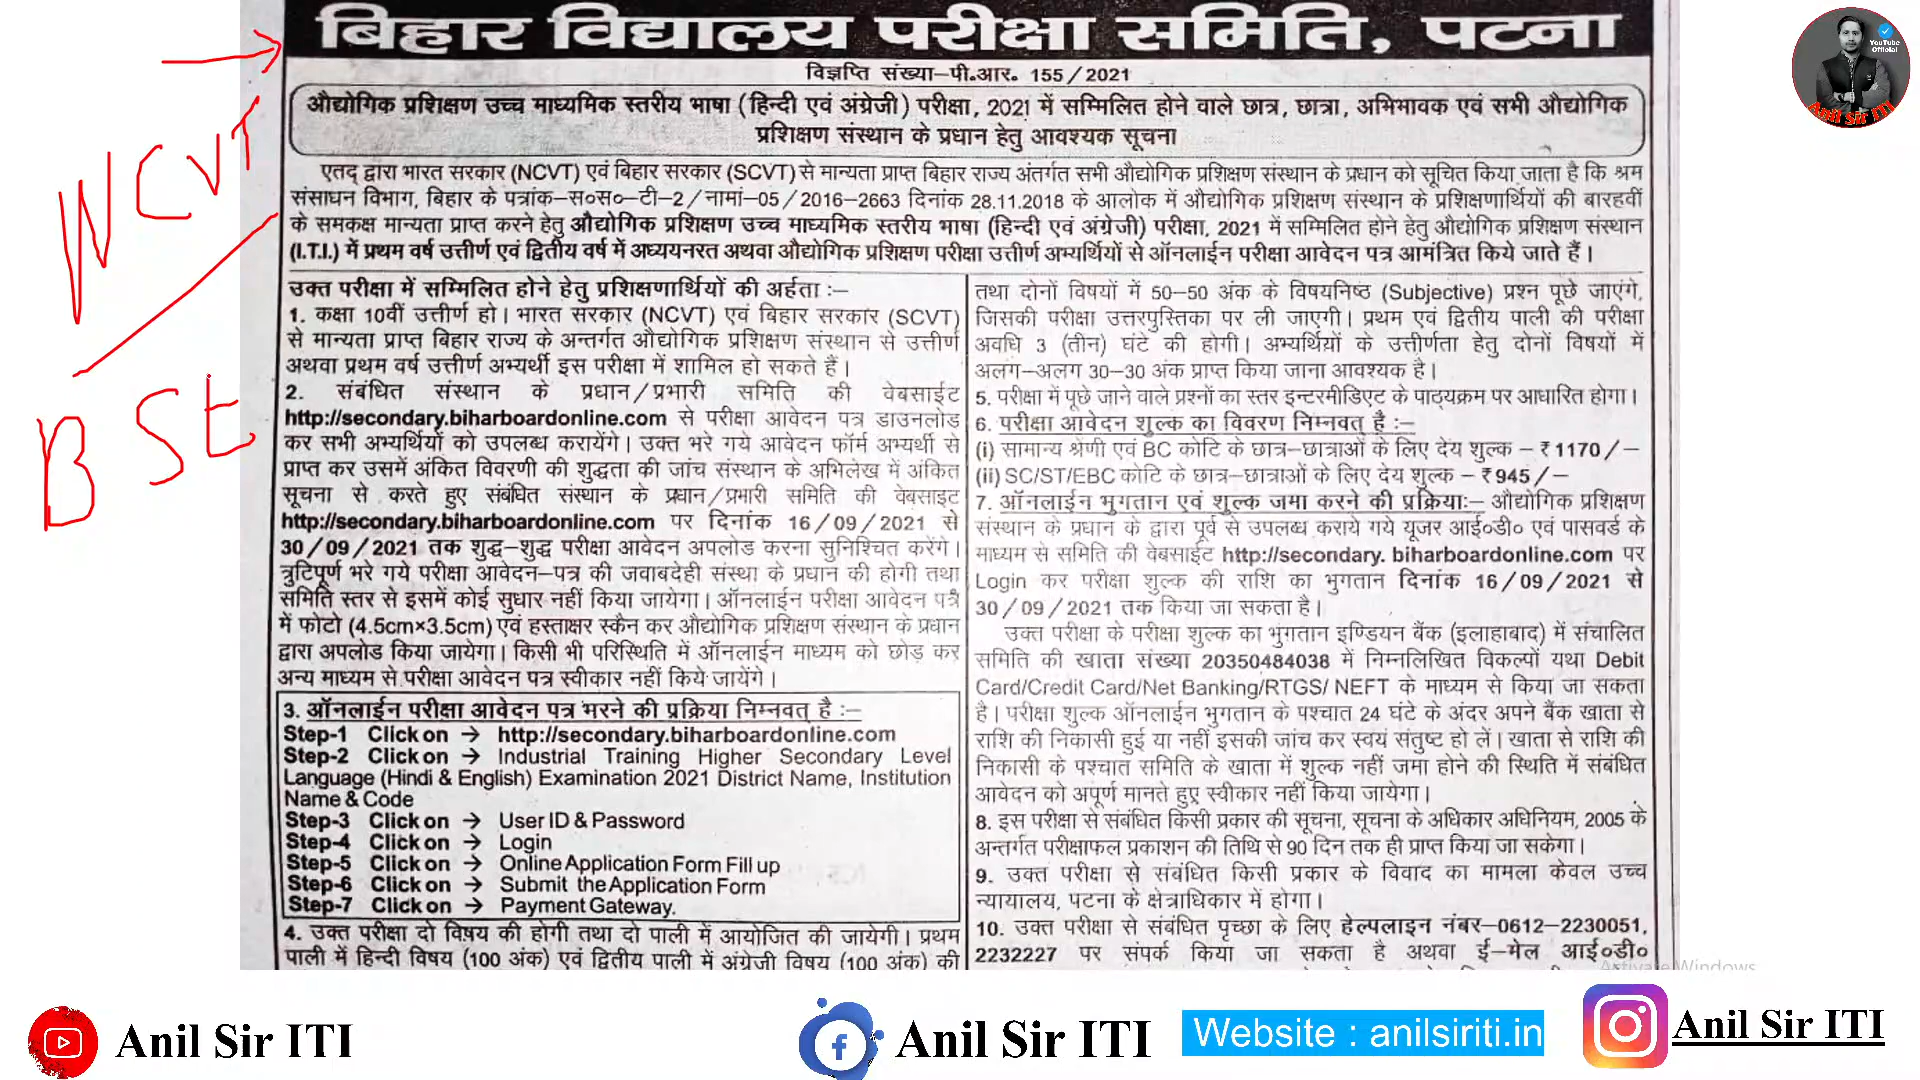 बिहार विद्यालय परीक्षा समिति, पटना
विज्ञप्ति संख्या–पी.आर. 155/2021
औद्योगिक प्रशिक्षण उच्च माध्यमिक स्तरीय भाषा (हिन्दी एवं अंग्रेजी) परीक्षा, 2021 में सम्मिलित होने वाले छात्र, छात्रा, अभिभावक एवं सभी औद्योगिक
प्रशिक्षण संस्थान के प्रधान हेतु आवश्यक सूचना
एतद् द्वारा भारत सरकार (NCVT) एवं बिहार सरकार (SCVT) से मान्यता प्राप्त बिहार राज्य अंतर्गत सभी औद्योगिक प्रशिक्षण संस्थान के प्रधान को सूचित किया जाता है कि श्रम
संसाधन विभाग, बिहार के पत्रांक–स०स०–टी–2/नामां–05/2016-2663 दिनांक 28.11.2018 के आलोक में औद्योगिक प्रशिक्षण संस्थान के प्रशिक्षणार्थियों की बारहवीं
के समकक्ष मान्यता प्राप्त करने हेतु औद्योगिक प्रशिक्षण उच्च माध्यमिक स्तरीय भाषा (हिन्दी एवं अंग्रेजी) परीक्षा, 2021 में सम्मिलित होने हेतु औद्योगिक प्रशिक्षण संस्थान
(I.T.I.) में प्रथम वर्ष उत्तीर्ण एवं द्वितीय वर्ष में अध्ययनरत अथवा औद्योगिक प्रशिक्षण परीक्षा उत्तीर्ण अभ्यर्थियों से ऑनलाईन परीक्षा आवेदन पत्र आमंत्रित किये जाते हैं।
उक्त परीक्षा में सम्मिलित होने हेतु प्रशिक्षणार्थियों की अर्हता :–
1. कक्षा 10वीं उत्तीर्ण हो। भारत सरकार (NCVT) एवं बिहार सरकार (SCVT)
से मान्यता प्राप्त बिहार राज्य के अन्तर्गत औद्योगिक प्रशिक्षण संस्थान से उत्तीर्ण
अथवा प्रथम वर्ष उत्तीर्ण अभ्यर्थी इस परीक्षा में शामिल हो सकते हैं।
2. संबंधित संस्थान के प्रधान/प्रभारी समिति की वेबसाईट
http://secondary.biharboardonline.com से परीक्षा आवेदन पत्र डाउनलोड
कर सभी अभ्यर्थियों को उपलब्ध करायेंगे। उक्त भरे गये आवेदन फॉर्म अभ्यर्थी से
प्राप्त कर उसमें अंकित विवरणी की शुद्धता की जांच संस्थान के अभिलेख में अंकित
सूचना से करते हुए संबंधित संस्थान के प्रधान/प्रभारी समिति की वेबसाइट
http://secondary.biharboardonline.com पर दिनांक 16/09/2021 से
30/09/2021 तक शुद्ध–शुद्ध परीक्षा आवेदन अपलोड करना सुनिश्चित करेंगे।
त्रुटिपूर्ण भरे गये परीक्षा आवेदन–पत्र की जवाबदेही संस्था के प्रधान की होगी तथा
समिति स्तर से इसमें कोई सुधार नहीं किया जायेगा। ऑनलाईन परीक्षा आवेदन पत्र
में फोटो (4.5cm×3.5cm) एवं हस्ताक्षर स्कैन कर औद्योगिक प्रशिक्षण संस्थान के प्रधान
द्वारा अपलोड किया जायेगा। किसी भी परिस्थिति में ऑनलाईन माध्यम को छोड़ कर
अन्य माध्यम से परीक्षा आवेदन पत्र स्वीकार नहीं किये जायेंगे।
3. ऑनलाईन परीक्षा आवेदन पत्र भरने की प्रक्रिया निम्नवत् है :–
Step-1 Click on → http://secondary.biharboardonline.com
Step-2 Click on → Industrial Training Higher Secondary Level
Language (Hindi & English) Examination 2021 District Name, Institution
Name & Code
Step-3 Click on → User ID & Password
Step-4 Click on → Login
Step-5 Click on → Online Application Form Fill up
Step-6 Click on → Submit the Application Form
Step-7 Click on → Payment Gateway.
4. उक्त परीक्षा दो विषय की होगी तथा दो पाली में आयोजित की जायेगी। प्रथम
पाली में हिन्दी विषय (100 अंक) एवं द्वितीय पाली में अंग्रेजी विषय (100 अंक) की
तथा दोनों विषयों में 50–50 अंक के विषयनिष्ठ (Subjective) प्रश्न पूछे जाएंगे,
जिसकी परीक्षा उत्तरपुस्तिका पर ली जाएगी। प्रथम एवं द्वितीय पाली की परीक्षा
अवधि 3 (तीन) घंटे की होगी। अभ्यर्थियों के उत्तीर्णता हेतु दोनों विषयों में
अलग–अलग 30–30 अंक प्राप्त किया जाना आवश्यक है।
5. परीक्षा में पूछे जाने वाले प्रश्नों का स्तर इन्टरमीडिएट के पाठ्यक्रम पर आधारित होगा।
6. परीक्षा आवेदन शुल्क का विवरण निम्नवत् है :–
(i) सामान्य श्रेणी एवं BC कोटि के छात्र–छात्राओं के लिए देय शुल्क – ₹1170/–
(ii) SC/ST/EBC कोटि के छात्र–छात्राओं के लिए देय शुल्क – ₹945/–
7. ऑनलाईन भुगतान एवं शुल्क जमा करने की प्रक्रिया:– औद्योगिक प्रशिक्षण
संस्थान के प्रधान के द्वारा पूर्व से उपलब्ध कराये गये यूजर आई०डी० एवं पासवर्ड के
माध्यम से समिति की वेबसाईट http://secondary. biharboardonline.com पर
Login कर परीक्षा शुल्क की राशि का भुगतान दिनांक 16/09/2021 से
30/09/2021 तक किया जा सकता है।
उक्त परीक्षा के परीक्षा शुल्क का भुगतान इण्डियन बैंक (इलाहाबाद) में संचालित
समिति की खाता संख्या 20350484038 में निम्नलिखित विकल्पों यथा Debit
Card/Credit Card/Net Banking/RTGS/ NEFT के माध्यम से किया जा सकता
है। परीक्षा शुल्क ऑनलाईन भुगतान के पश्चात 24 घंटे के अंदर अपने बैंक खाता से
राशि की निकासी हुई या नहीं इसकी जांच कर स्वयं संतुष्ट हो लें। खाता से राशि की
निकासी के पश्चात समिति के खाता में शुल्क नहीं जमा होने की स्थिति में संबंधित
आवेदन को अपूर्ण मानते हुए स्वीकार नहीं किया जायेगा।
8. इस परीक्षा से संबंधित किसी प्रकार की सूचना, सूचना के अधिकार अधिनियम, 2005 के
अन्तर्गत परीक्षाफल प्रकाशन की तिथि से 90 दिन तक ही प्राप्त किया जा सकेगा।
9. उक्त परीक्षा से संबंधित किसी प्रकार के विवाद का मामला केवल उच्च
न्यायालय, पटना के क्षेत्राधिकार में होगा।
10. उक्त परीक्षा से संबंधित पृच्छा के लिए हेल्पलाइन नंबर–0612–2230051,
2232227 पर संपर्क किया जा सकता है अथवा ई–मेल आई०डी०
NCVT
BSE
YouTube
Official
Anil Sir ITI
Activate Windows
Anil Sir ITI
Anil Sir ITI
Website : anilsiriti.in
Anil Sir ITI